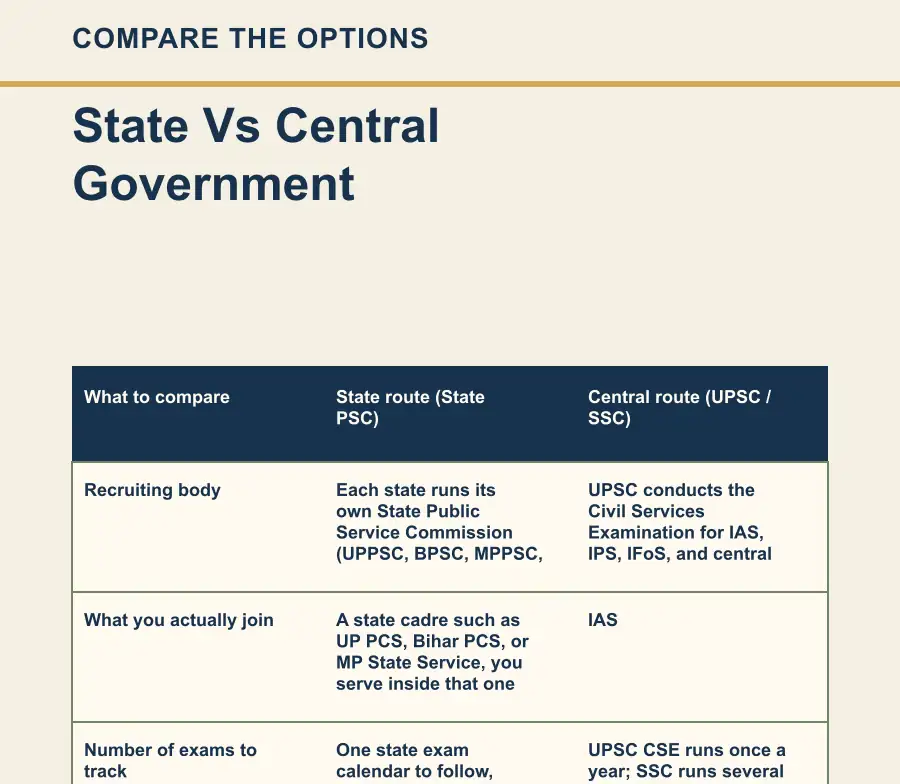 COMPARE THE OPTIONS
State Vs Central
Government
What to compare
State route (State
PSC)
Central route (UPSC /
SSC)
Recruiting body
Each state runs its
own State Public
Service Commission
(UPPSC, BPSC, MPPSC,
UPSC conducts the
Civil Services
Examination for IAS,
IPS, IFoS, and central
What you actually join
A state cadre such as
UP PCS, Bihar PCS, or
MP State Service, you
serve inside that one
IAS
Number of exams to
track
One state exam
calendar to follow,
UPSC CSE runs once a
year; SSC runs several